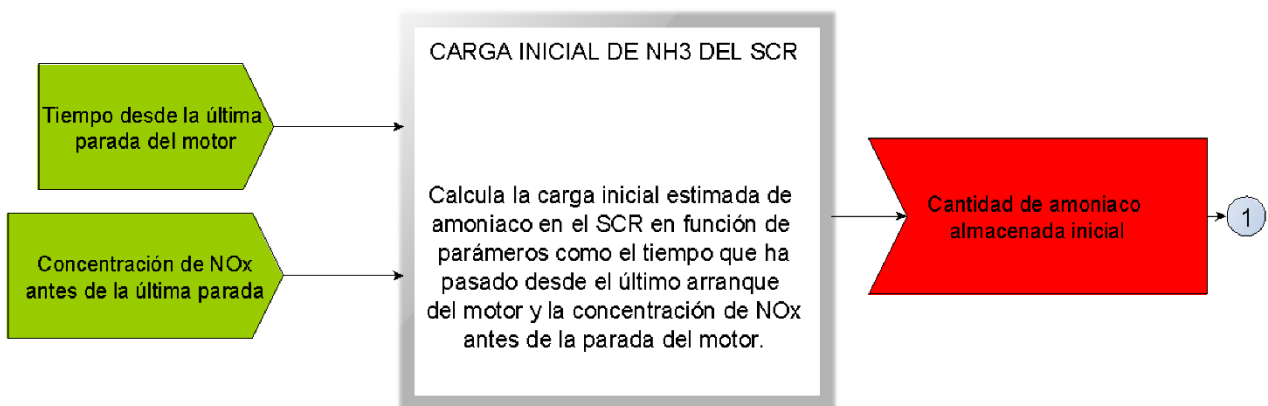 CARGA INICIAL DE NH3 DEL SCR
Tiempo desde la última
parada del motor
Concentración de NOx
antes de la última parada
Calcula la carga inicial estimada de
amoniaco en el SCR en función de
parámeros como el tiempo que ha
pasado desde el último arranque
del motor y la concentración de NOx
antes de la parada del motor.
Cantidad de amoniaco
almacenada inicial
1